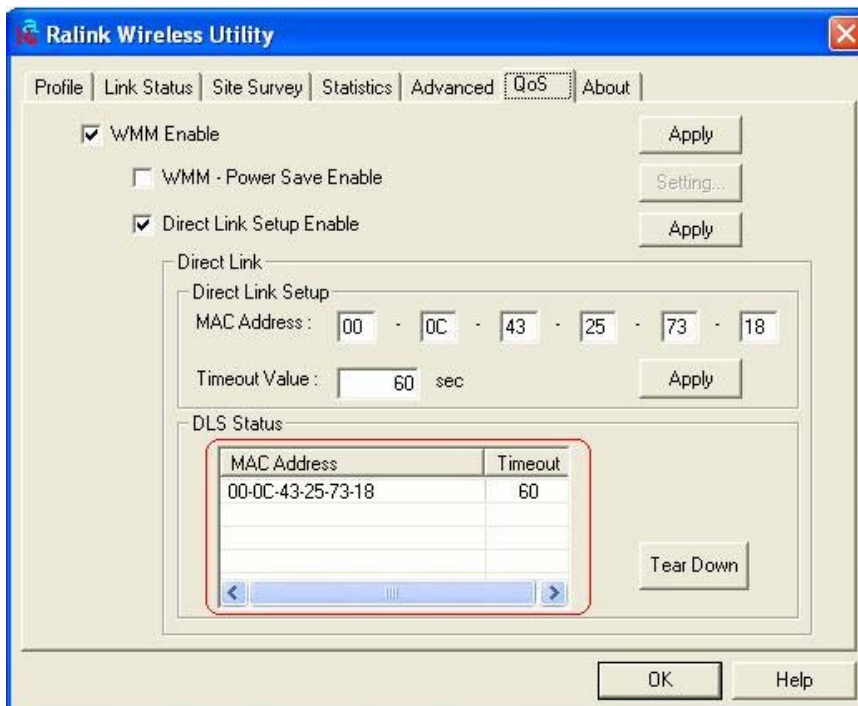 Ralink Wireless Utility
Profile Link Status Site Survey Statistics Advanced QoS About
WMM Enable Apply
WMM - Power Save Enable Setting...
Direct Link Setup Enable Apply
Direct Link
Direct Link Setup
MAC Address : 00 - 0C - 43 - 25 - 73 - 18
Timeout Value : 60 sec Apply
DLS Status
MAC Address Timeout
00-0C-43-25-73-18 60
Tear Down
OK Help